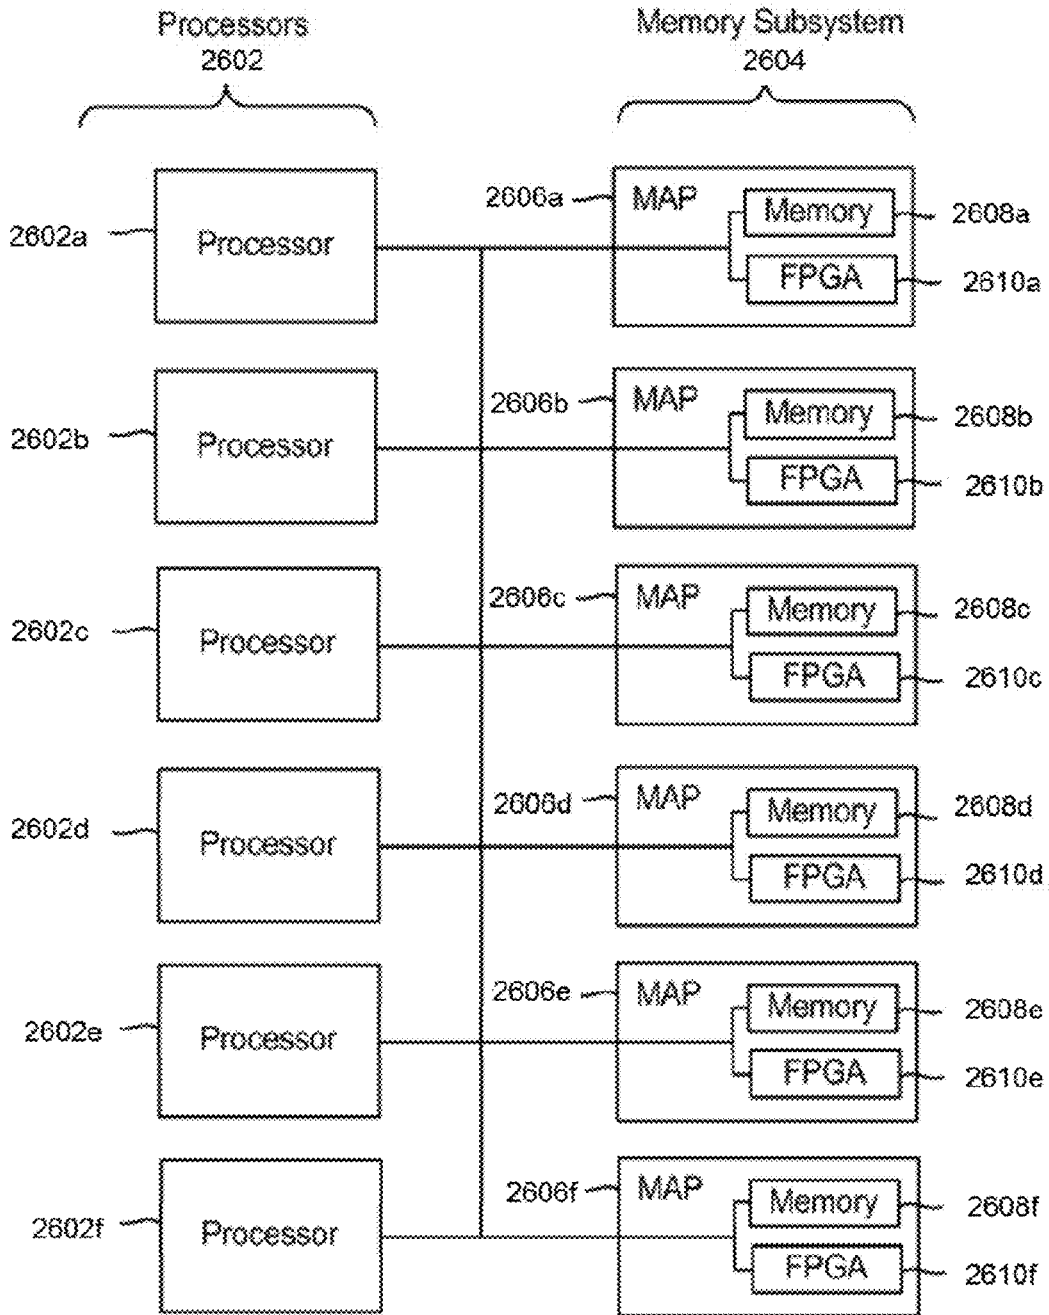 Processors
2602
Memory Subsystem
2604
2602a
Processor
2606a
MAP
Memory
2608a
FPGA
2610a
2602b
Processor
2606b
MAP
Memory
2608b
FPGA
2610b
2602c
Processor
2606c
MAP
Memory
2608c
FPGA
2610c
2602d
Processor
2606d
MAP
Memory
2608d
FPGA
2610d
2602e
Processor
2606e
MAP
Memory
2608e
FPGA
2610e
2602f
Processor
2606f
MAP
Memory
2608f
FPGA
2610f